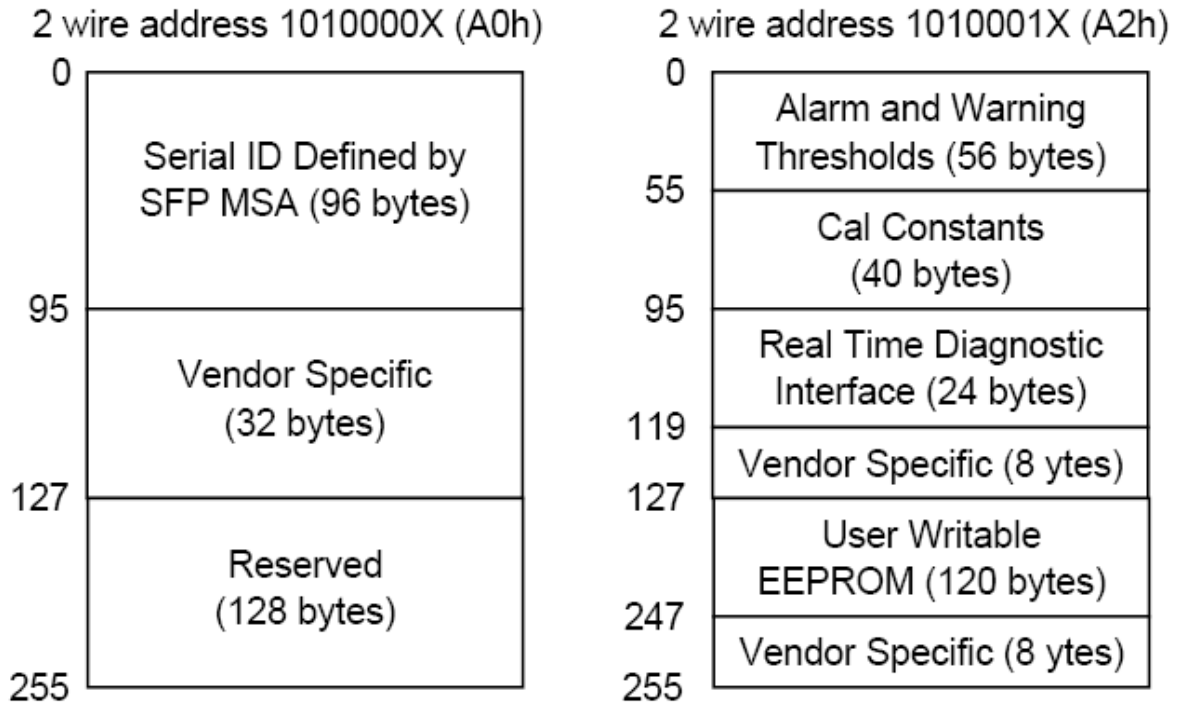 2 wire address 1010000X (A0h)
0
Serial ID Defined by
SFP MSA (96 bytes)
95
Vendor Specific
(32 bytes)
127
Reserved
(128 bytes)
255
2 wire address 1010001X (A2h)
0
Alarm and Warning
Thresholds (56 bytes)
55
Cal Constants
(40 bytes)
95
Real Time Diagnostic
Interface (24 bytes)
119
Vendor Specific (8 ytes)
127
User Writable
EEPROM (120 bytes)
247
Vendor Specific (8 ytes)
255